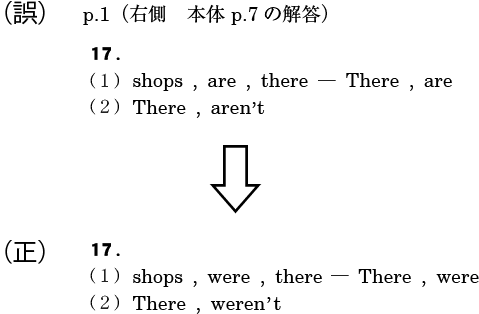 (誤) p.1（右側　本体 p.7 の解答）
17.
（1）shops , are , there — There , are
（2）There , aren't
(正) 17.
（1）shops , were , there — There , were
（2）There , weren't